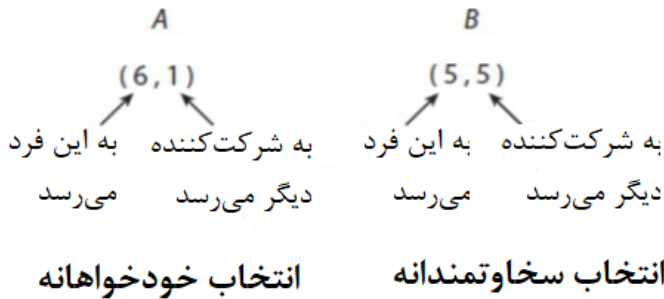 A B
(6,1) (5,5)
به این فرد به شرکت‌کننده به این فرد به شرکت‌کننده
می‌رسد دیگر می‌رسد می‌رسد دیگر می‌رسد
انتخاب خودخواهانه انتخاب سخاوتمندانه